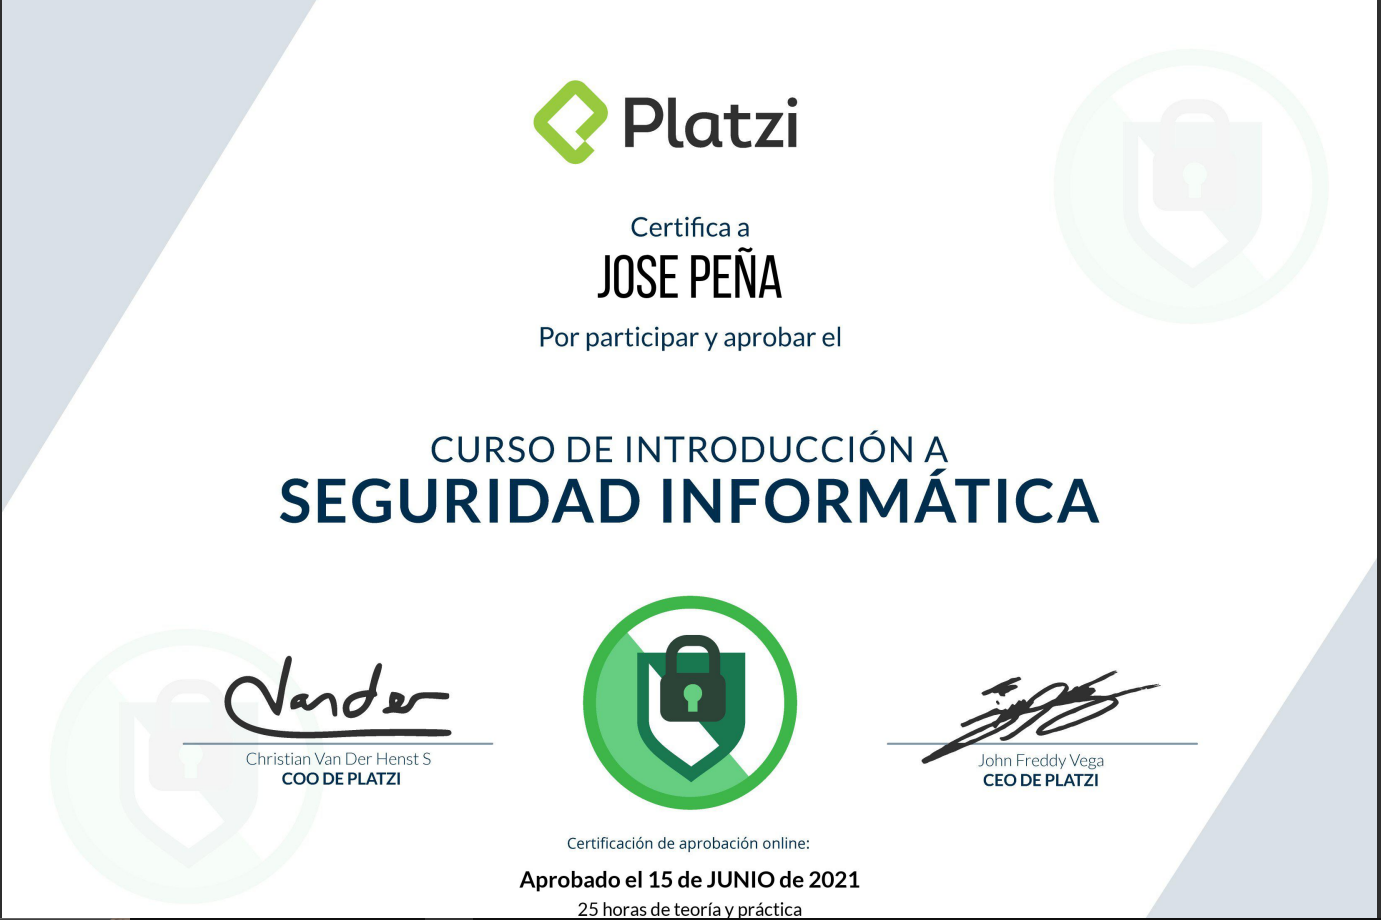 Platzi
Certifica a
JOSE PEÑA
Por participar y aprobar el
CURSO DE INTRODUCCIÓN A
SEGURIDAD INFORMÁTICA
Vander
Christian Van Der Henst S
COO DE PLATZI
John Freddy Vega
CEO DE PLATZI
Certificación de aprobación online:
Aprobado el 15 de JUNIO de 2021
25 horas de teoría y práctica